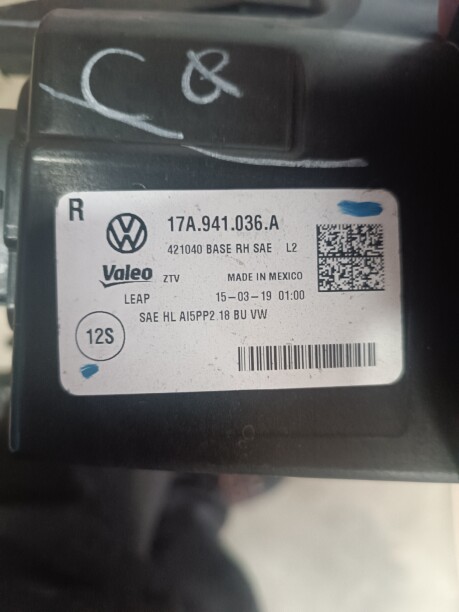 C &
R
17A.941.036.A
421040 BASE RH SAE L2
Valeo ZTV MADE IN MEXICO
LEAP 15-03-19 01:00
SAE HL AI5PP2.18 BU VW
12S